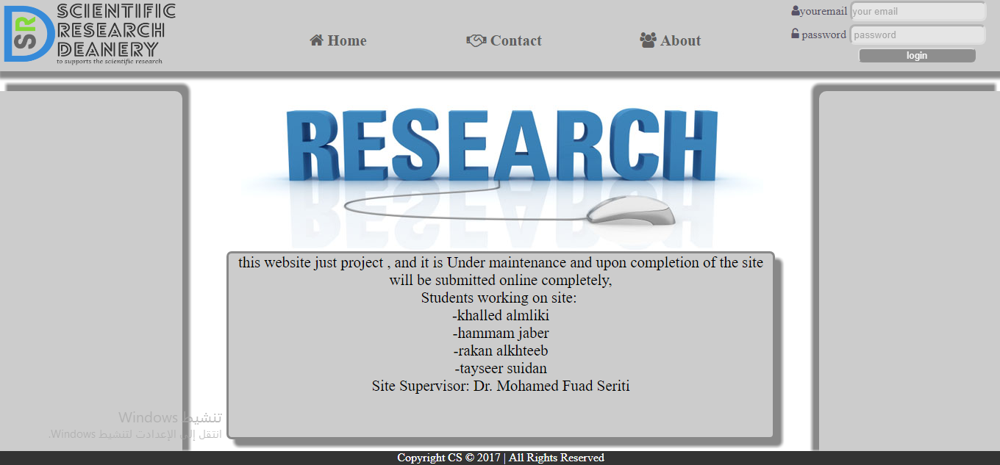 SR
SCIENTIFIC
RESEARCH
DEANERY
to supports the scientific research
Home
Contact
About
youremail your email
password password
login
RESEARCH
this website just project , and it is Under maintenance and upon completion of the site
will be submitted online completely,
Students working on site:
-khalled almliki
-hammam jaber
-rakan alkhteeb
-tayseer suidan
Site Supervisor: Dr. Mohamed Fuad Seriti
تنشيط Windows
انتقل إلى الإعدادت لتنشيط Windows.
Copyright CS © 2017 | All Rights Reserved